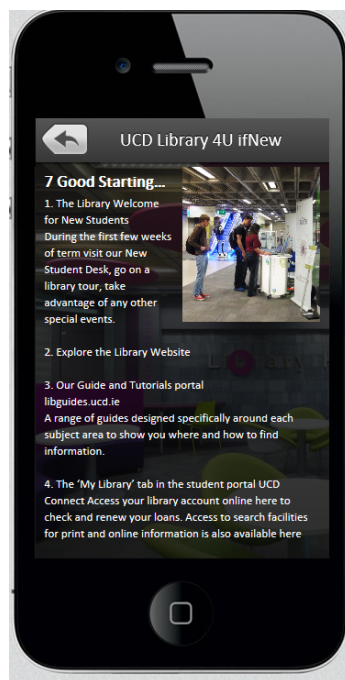 UCD Library 4U ifNew
7 Good Starting...
1. The Library Welcome
for New Students
During the first few weeks
of term visit our New
Student Desk, go on a
library tour, take
advantage of any other
special events.
2. Explore the Library Website
3. Our Guide and Tutorials portal
libguides.ucd.ie
A range of guides designed specifically around each
subject area to show you where and how to find
information.
4. The ‘My Library’ tab in the student portal UCD
Connect Access your library account online here to
check and renew your loans. Access to search facilities
for print and online information is also available here